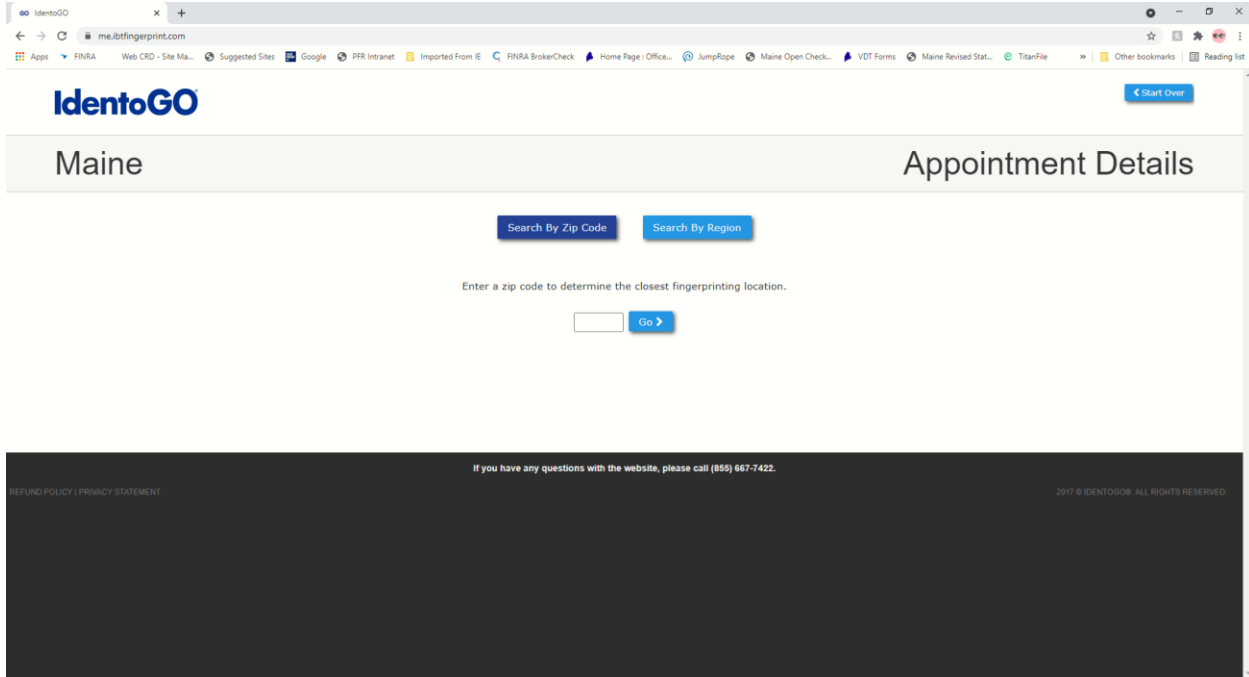 GO IdentoGO
me.ibtfingerprint.com
Apps FINRA Web CRD - Site Ma... Suggested Sites Google PFR Intranet Imported From IE FINRA BrokerCheck Home Page : Office... JumpRope Maine Open Check... VDT Forms Maine Revised Stat... TitanFile » Other bookmarks Reading list
IdentoGO
Start Over
Maine
Appointment Details
Search By Zip Code Search By Region
Enter a zip code to determine the closest fingerprinting location.
Go
If you have any questions with the website, please call (855) 667-7422.
REFUND POLICY | PRIVACY STATEMENT
2017 © IDENTOGO®. ALL RIGHTS RESERVED.